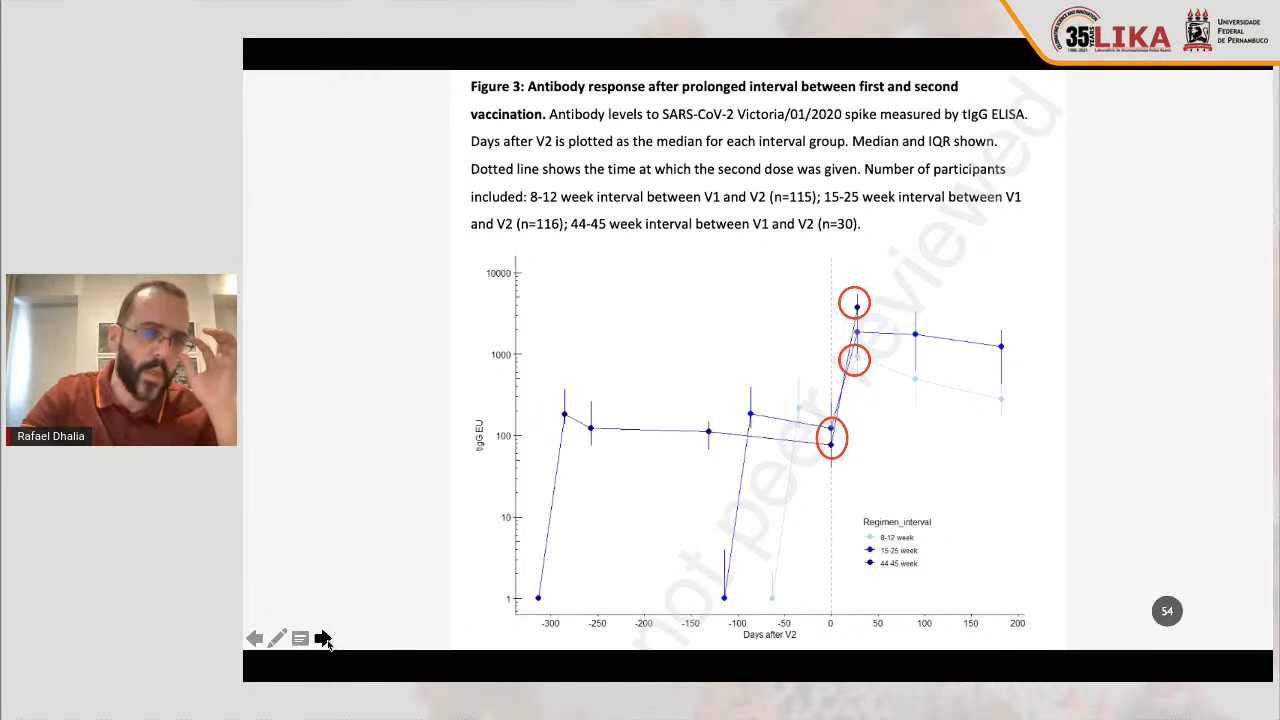 35 LIKA
UNIVERSIDADE
FEDERAL
DE PERNAMBUCO
Figure 3: Antibody response after prolonged interval between first and second
vaccination. Antibody levels to SARS-CoV-2 Victoria/01/2020 spike measured by tIgG ELISA.
Days after V2 is plotted as the median for each interval group. Median and IQR shown.
Dotted line shows the time at which the second dose was given. Number of participants
included: 8-12 week interval between V1 and V2 (n=115); 15-25 week interval between V1
and V2 (n=116); 44-45 week interval between V1 and V2 (n=30).
not peer reviewed
10000
1000
100
10
1
tIgG EU
-300 -250 -200 -150 -100 -50 0 50 100 150 200
Days after V2
Regimen_interval
8-12 week
15-25 week
44-45 week
Rafael Dhalia
54